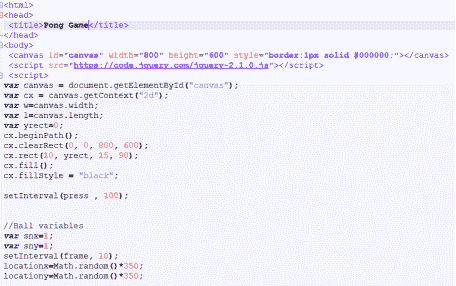 <html>
<head>
<title>Pong Game</title>
</head>
<body>
<canvas id="canvas" width="800" height="600" style="border:1px solid #000000;"></canvas>
<script src="https://code.jquery.com/jquery-2.1.0.js"></script>
<script>
var canvas = document.getElementById("canvas");
var cx = canvas.getContext("2d");
var w=canvas.width;
var l=canvas.length;
var yrect=0;
cx.beginPath();
cx.clearRect(0, 0, 800, 600);
cx.rect(10, yrect, 15, 90);
cx.fill();
cx.fillStyle = "black";
setInterval(press , 100);
//Ball variables
var snx=1;
var sny=1;
setInterval(frame, 10);
locationx=Math.random()*350;
locationy=Math.random()*350;